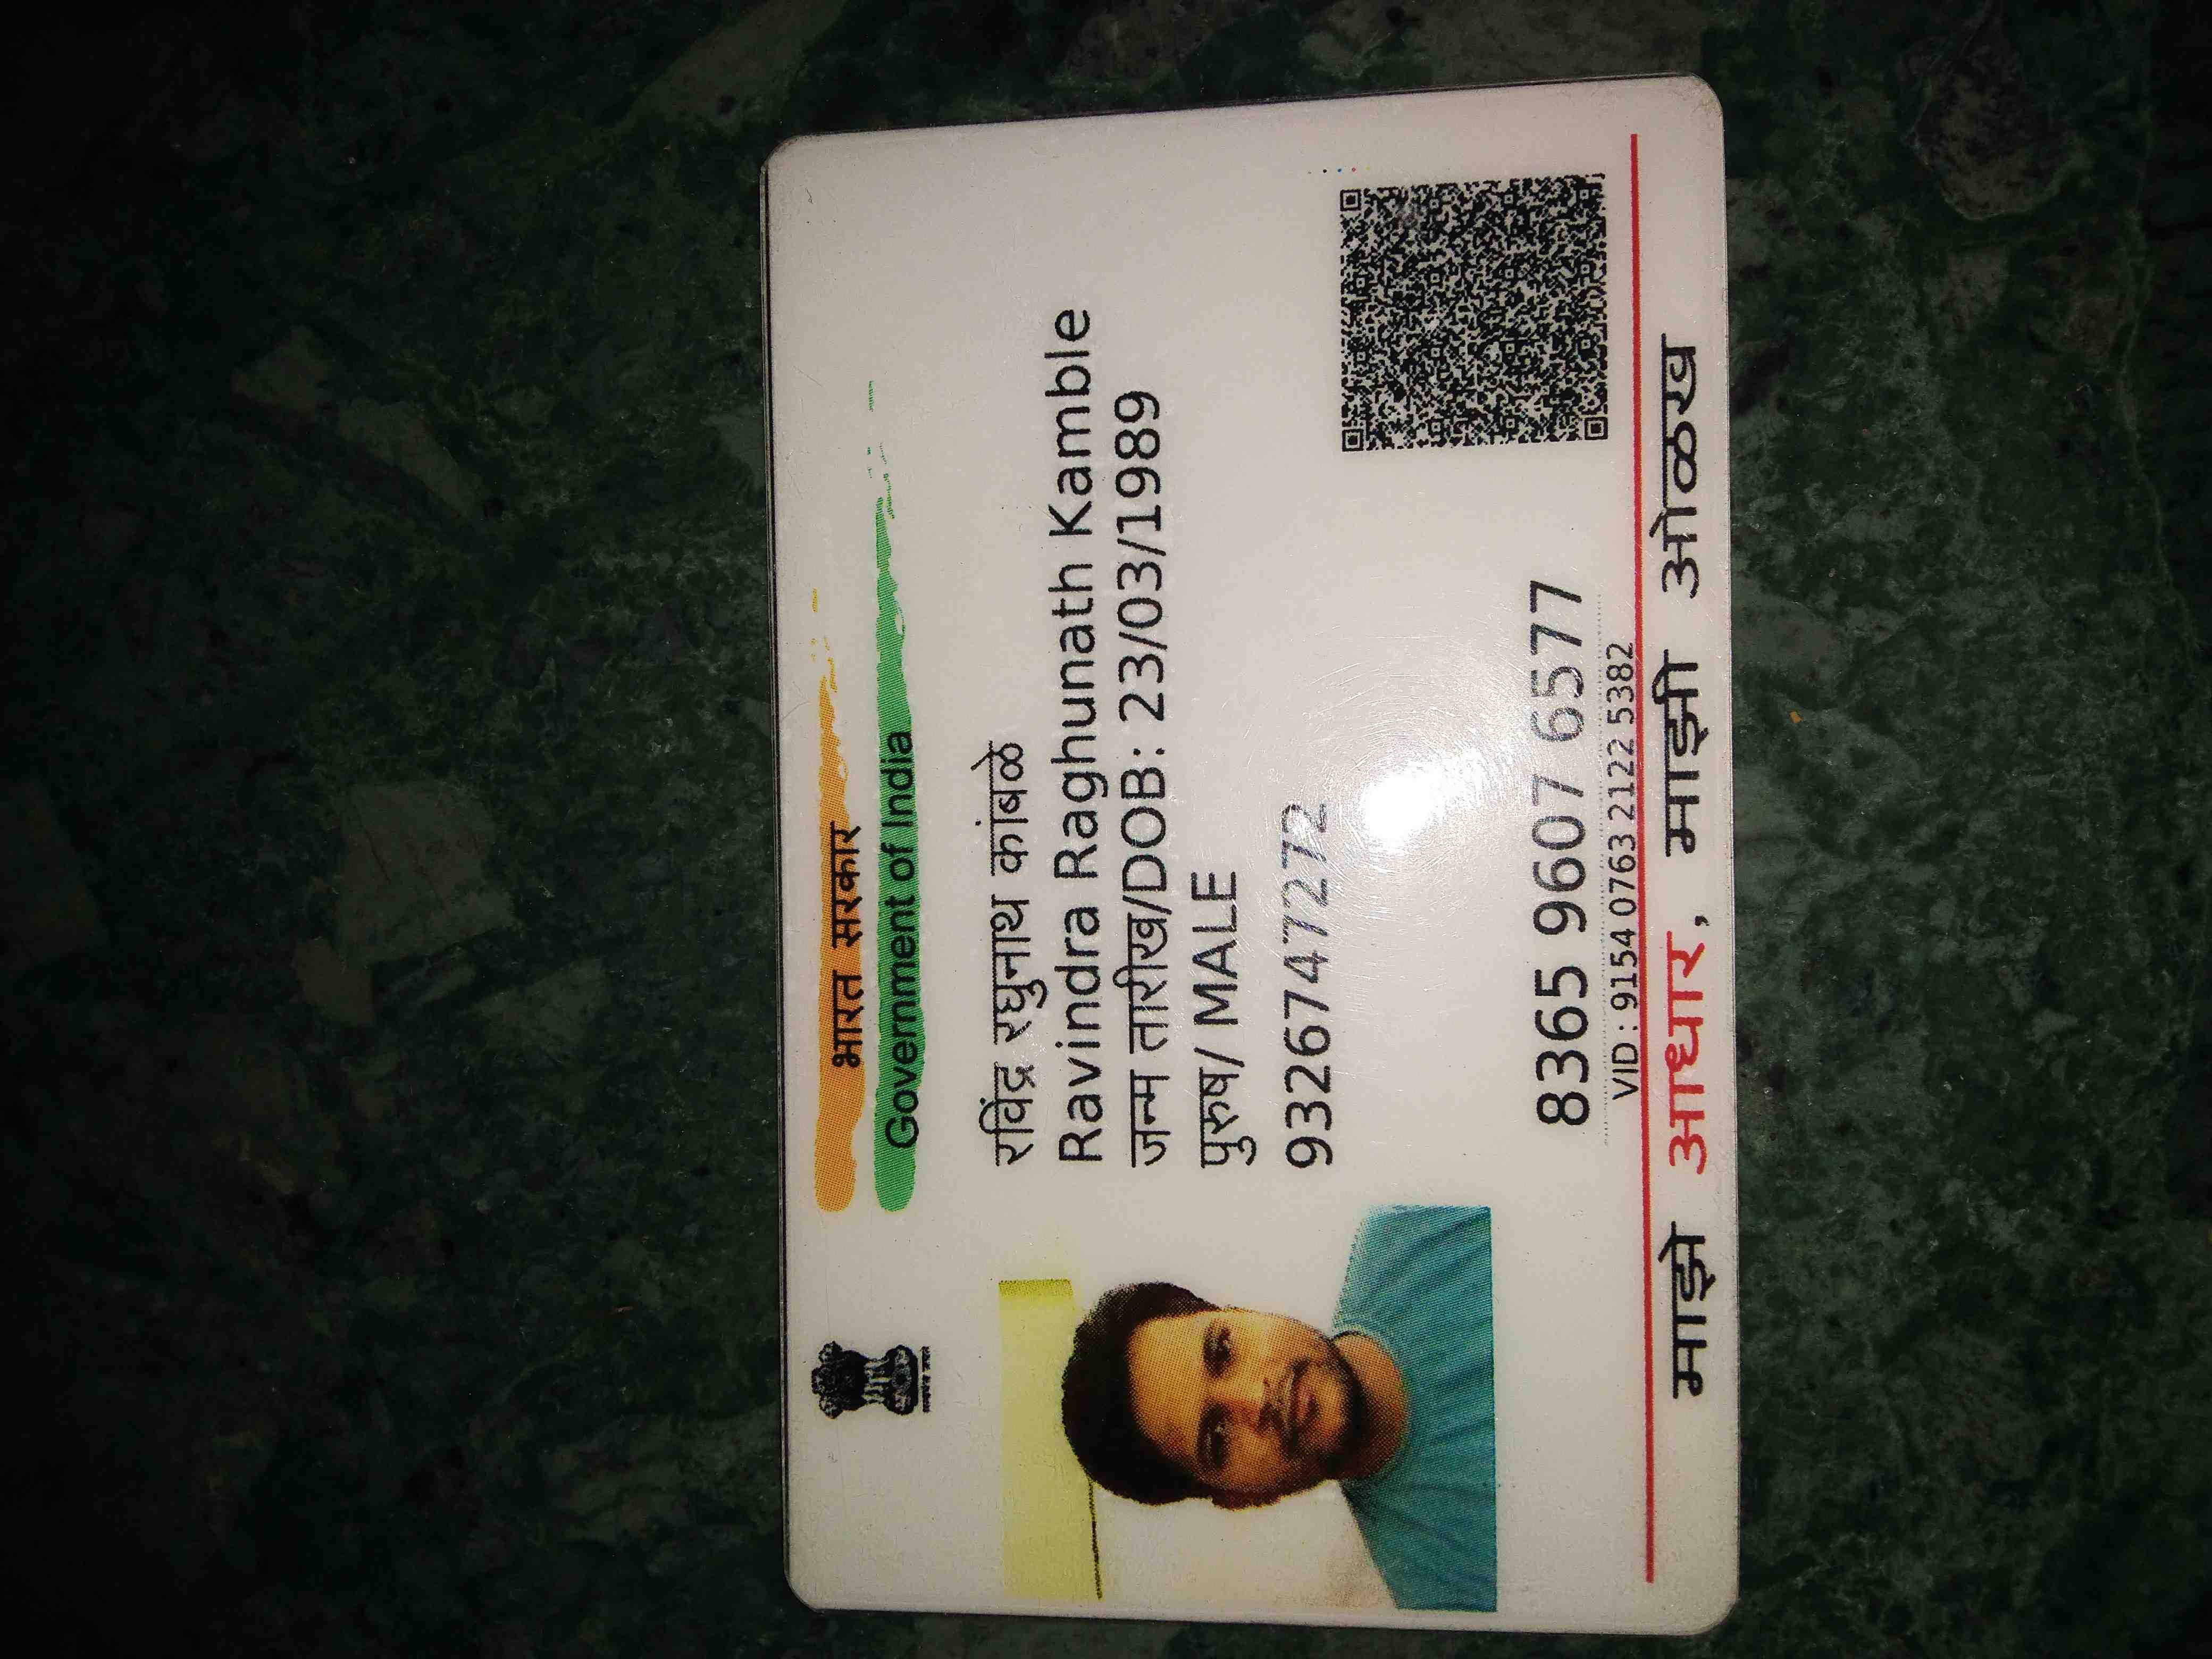 भारत सरकार
Government of India
रविंद्र रघुनाथ कांबळे
Ravindra Raghunath Kamble
जन्म तारीख/DOB: 23/03/1989
पुरुष/ MALE
9326747272
8365 9607 6577
VID : 9154 0763 2122 5382
माझे आधार, माझी ओळख